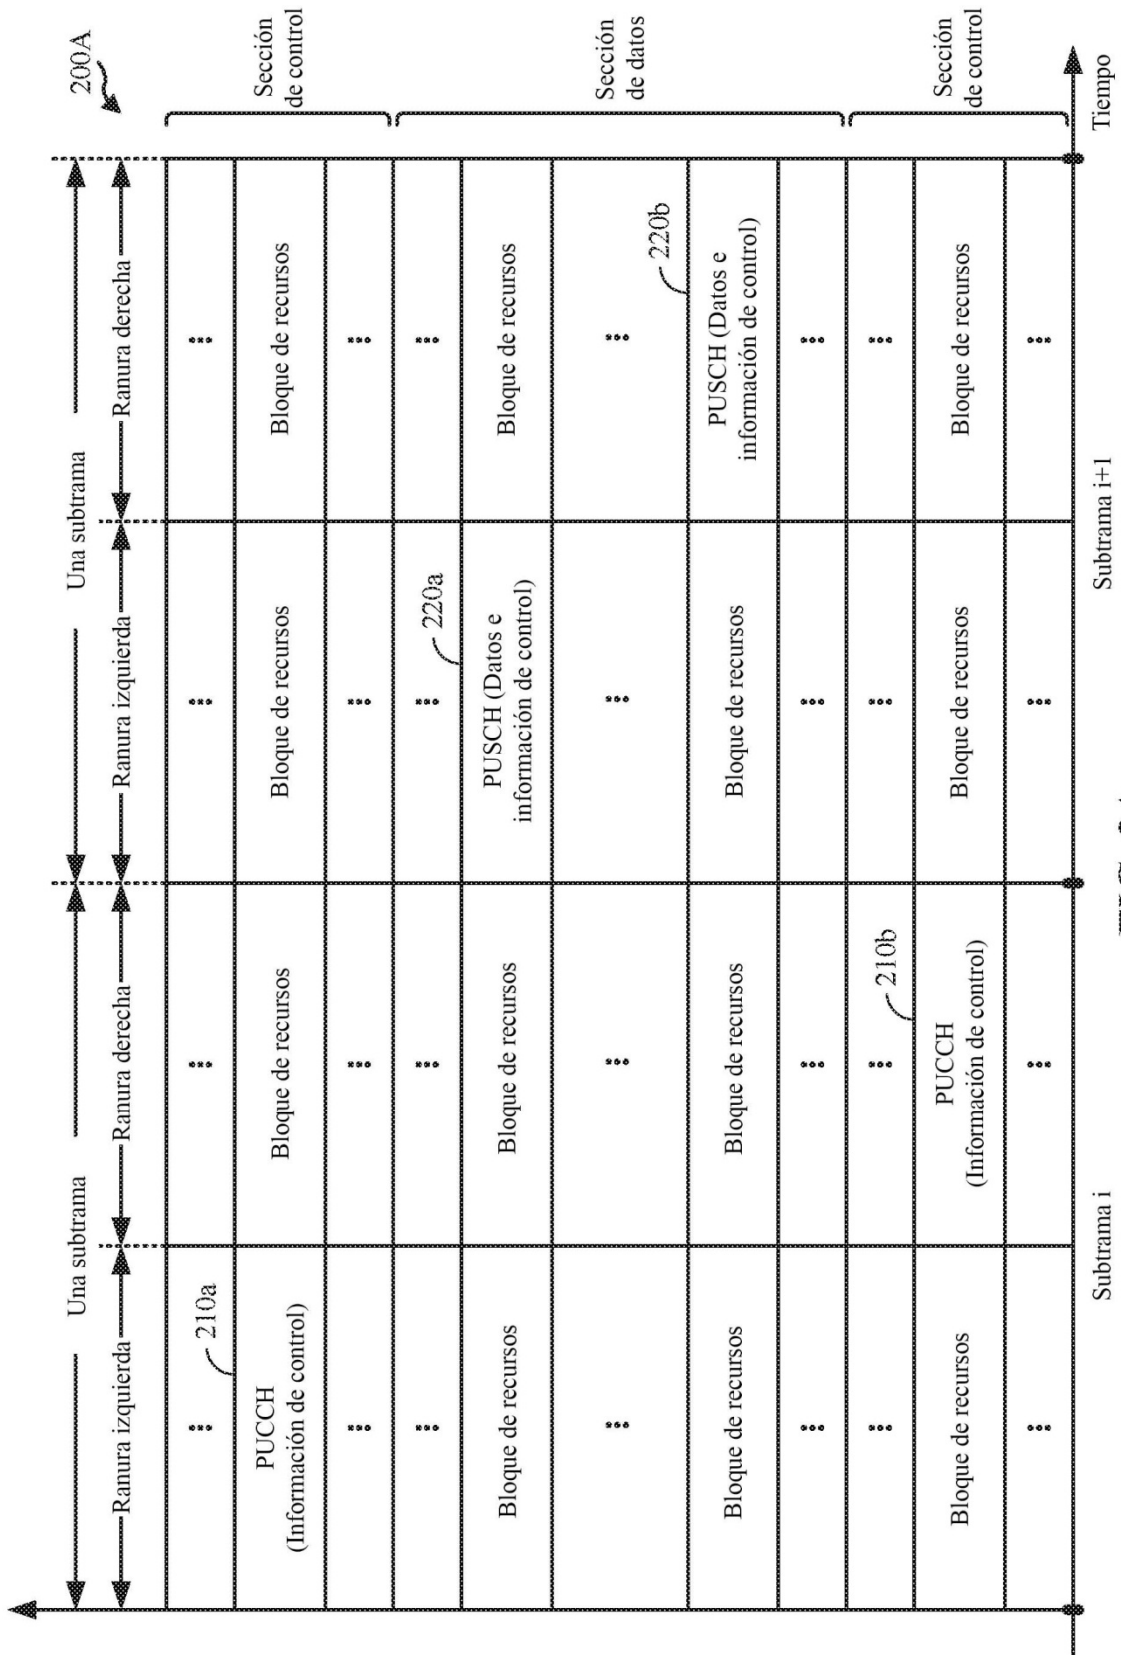 200A
Una subtrama
Una subtrama
Ranura izquierda
Ranura derecha
Ranura izquierda
Ranura derecha
210a
PUCCH
(Información de control)
Bloque de recursos
Bloque de recursos
Bloque de recursos
Sección
de control
220a
Bloque de recursos
Bloque de recursos
PUSCH (Datos e
información de control)
Bloque de recursos
Sección
de datos
220b
Bloque de recursos
Bloque de recursos
Bloque de recursos
PUSCH (Datos e
información de control)
210b
Bloque de recursos
PUCCH
(Información de control)
Bloque de recursos
Bloque de recursos
Sección
de control
Subtrama i
Subtrama i+1
Tiempo